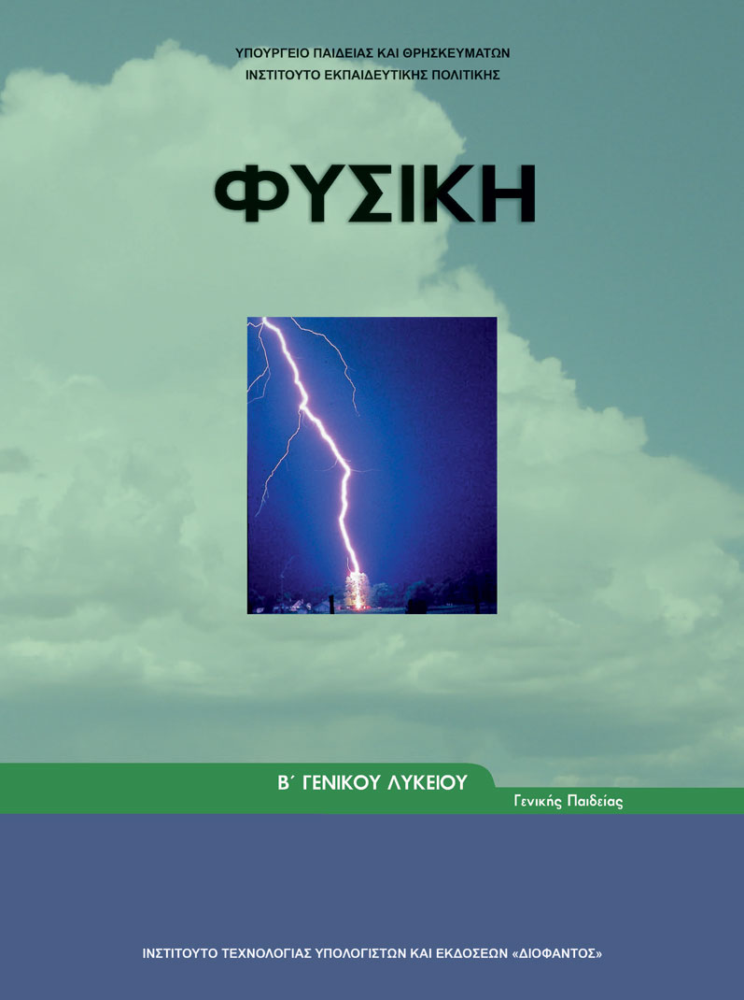 ΥΠΟΥΡΓΕΙΟ ΠΑΙΔΕΙΑΣ ΚΑΙ ΘΡΗΣΚΕΥΜΑΤΩΝ
ΙΝΣΤΙΤΟΥΤΟ ΕΚΠΑΙΔΕΥΤΙΚΗΣ ΠΟΛΙΤΙΚΗΣ
ΦΥΣΙΚΗ
Β΄ ΓΕΝΙΚΟΥ ΛΥΚΕΙΟΥ
Γενικής Παιδείας
ΙΝΣΤΙΤΟΥΤΟ ΤΕΧΝΟΛΟΓΙΑΣ ΥΠΟΛΟΓΙΣΤΩΝ ΚΑΙ ΕΚΔΟΣΕΩΝ «ΔΙΟΦΑΝΤΟΣ»